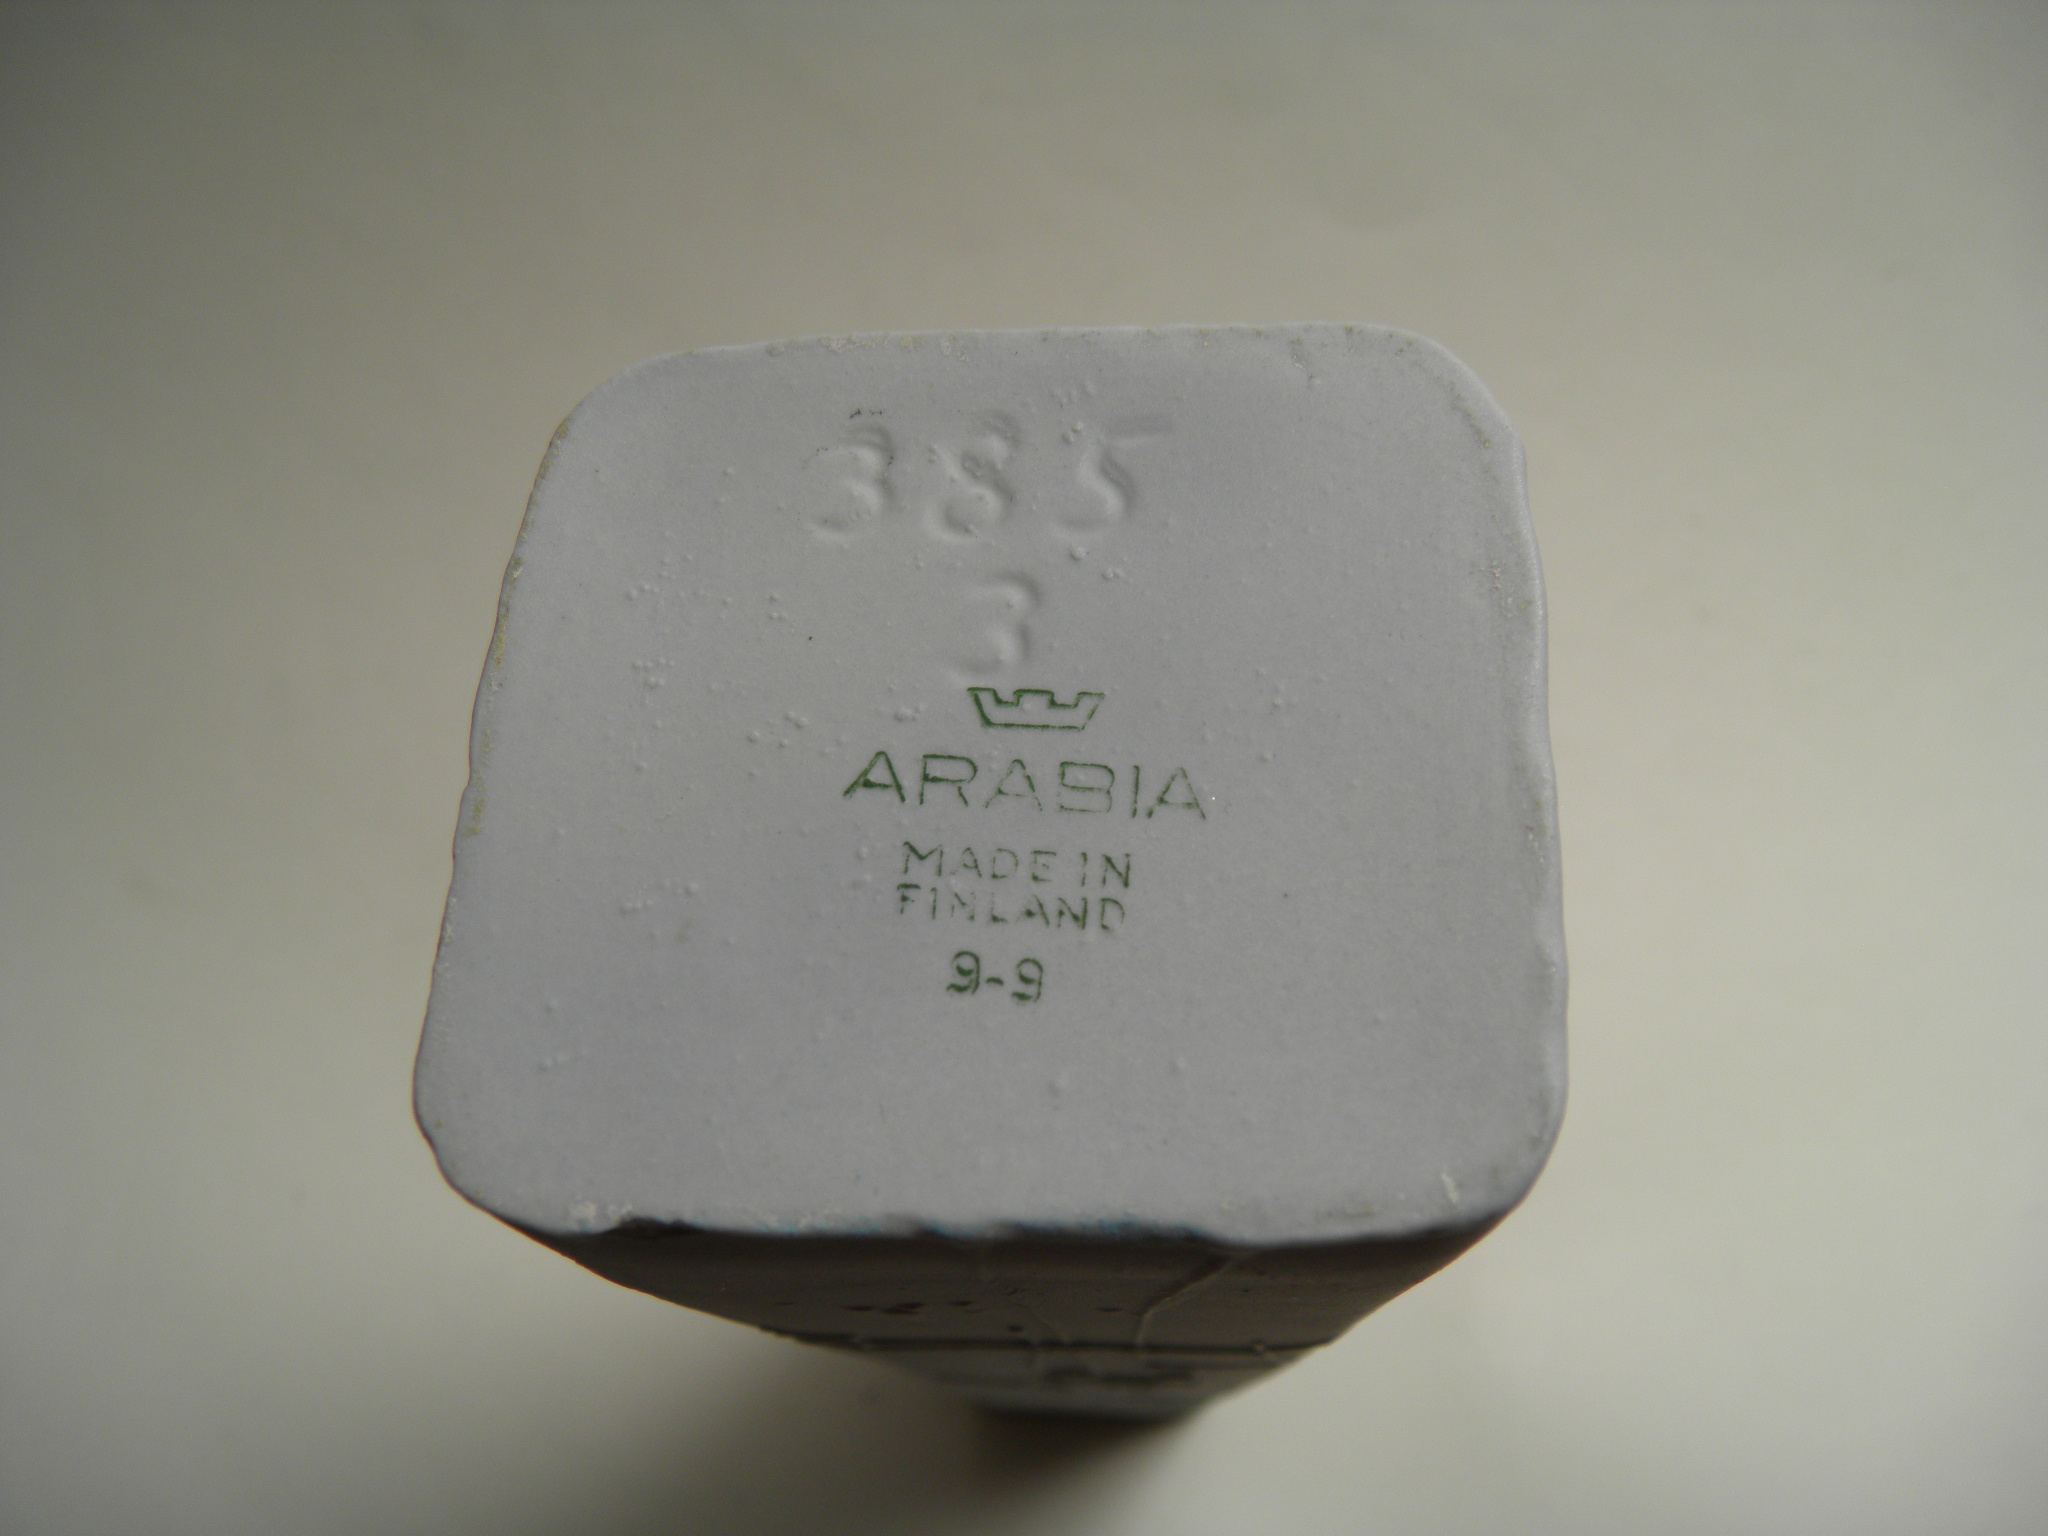 385
3
ARABIA
MADE IN
FINLAND
9-9